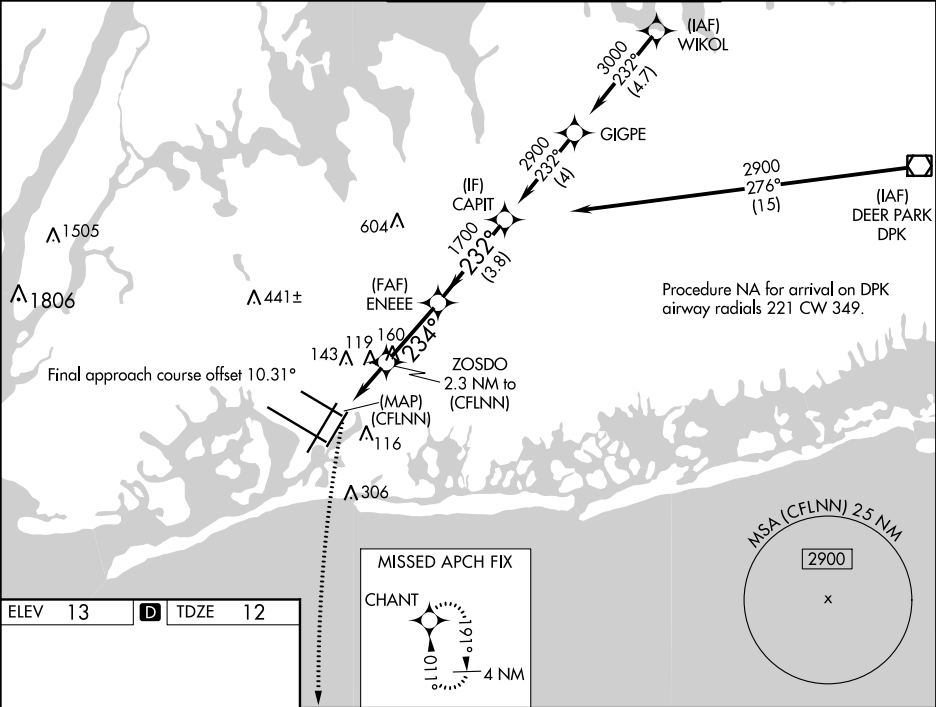 (IAF)
WIKOL
3000
232°
(4.7)
GIGPE
2900
232°
(4)
2900
276°
(15)
(IAF)
DEER PARK
DPK
(IF)
CAPIT
604
1505
1700
232°
(3.8)
1806
441±
(FAF)
ENEEE
Procedure NA for arrival on DPK
airway radials 221 CW 349.
234°
160
119
143
ZOSDO
2.3 NM to
(CFLNN)
Final approach course offset 10.31°
(MAP)
(CFLNN)
116
306
MSA (CFLNN) 25 NM
2900
x
MISSED APCH FIX
CHANT
191°
011°
4 NM
ELEV 13 D TDZE 12